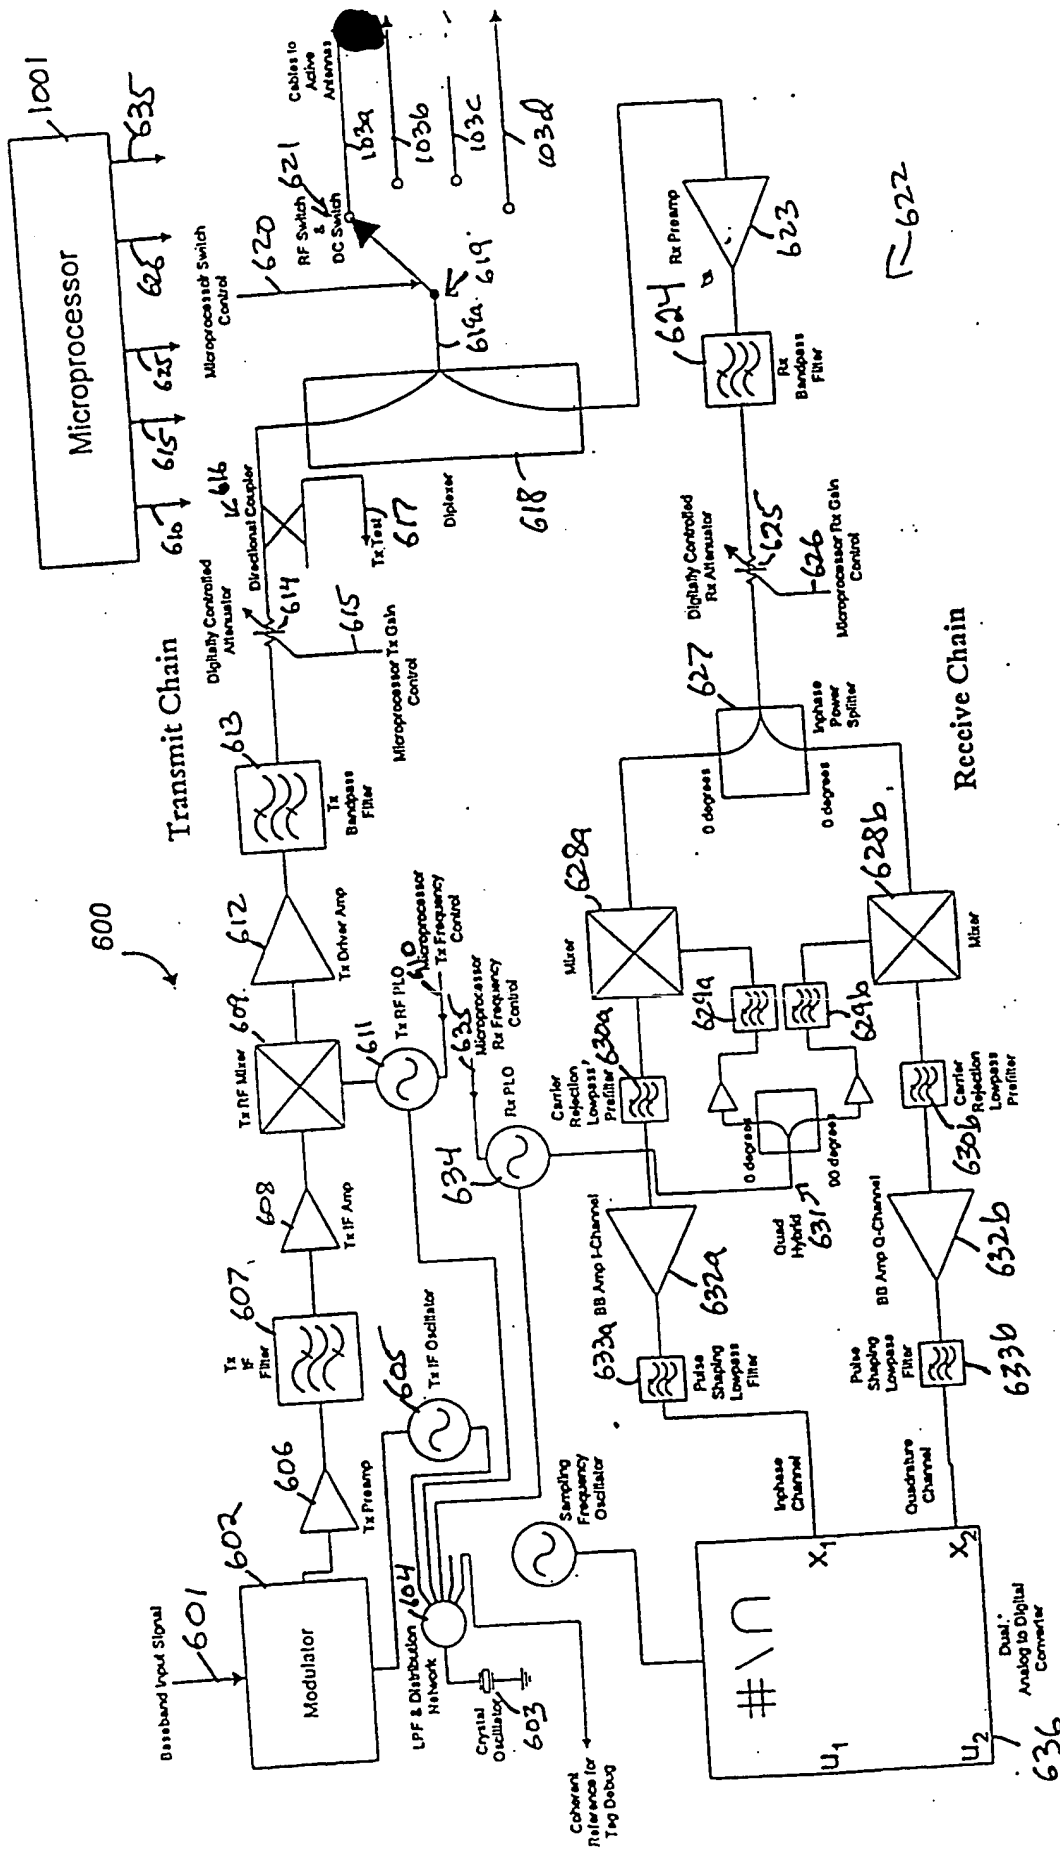 1001
Microprocessor
610
615
625
626
635
600
Transmit Chain
Baseband Input Signal
601
602
Modulator
606
Tx Preamp
Tx
IF
Filter
607
608
Tx IF Amp
Tx RF Mixer
609
612
Tx Driver Amp
613
Tx
Bandpass
Filter
Digitally Controlled
Attenuator
614
615
Microprocessor Tx Gain
Control
Directional Coupler
616
Tx Test
617
Diplexer
618
Microprocessor Switch
Control
620
RF Switch
&
DC Switch
621
619a
619
Cables to
Active
Antennas
103a
103b
103c
103d
LPF & Distribution
Network
604
Crystal
Oscillator
603
Coherent
Reference for
Tag Debug
605
Tx IF Oscillator
611
Tx RF PLO
610
Microprocessor
Tx Frequency
Control
635
Microprocessor
Rx Frequency
Control
Rx PLO
634
Sampling
Frequency
Oscillator
622
Rx Preamp
623
624
Rx
Bandpass
Filter
Digitally Controlled
Rx Attenuator
625
626
Microprocessor Rx Gain
Control
627
0 degrees
0 degrees
Inphase
Power
Splitter
Receive Chain
628a
Mixer
628b
Mixer
629a
629b
Carrier
Rejection
Lowpass
Prefilter
630a
Carrier
Rejection
Lowpass
Prefilter
630b
0 degrees
90 degrees
Quad
Hybrid
631
BB Amp I-Channel
632a
BB Amp Q-Channel
632b
633a
Pulse
Shaping
Lowpass
Filter
Pulse
Shaping
Lowpass
Filter
633b
Inphase
Channel
Quadrature
Channel
# \ ∩
U1
U2
X1
X2
Dual
Analog to Digital
Converter
636